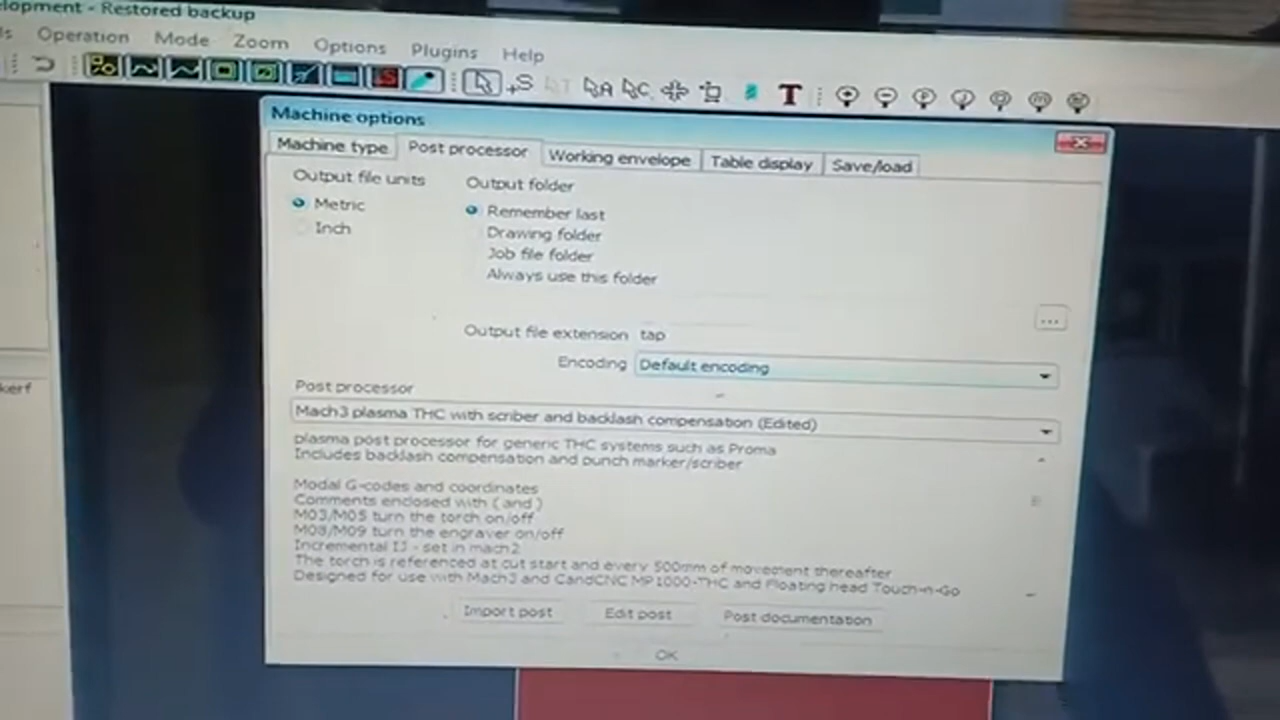 lopment - Restored backup
ls Operation Mode Zoom Options Plugins Help
Machine options
Machine type Post processor Working envelope Table display Save/load
Output file units Output folder
Metric Remember last
Inch Drawing folder
Job file folder
Always use this folder
...
Output file extension tap
Encoding Default encoding
kerf
Post processor
Mach3 plasma THC with scriber and backlash compensation (Edited)
plasma post processor for generic THC systems such as Proma
Includes backlash compensation and punch marker/scriber
Modal G-codes and coordinates
Comments enclosed with ( and )
M03/M05 turn the torch on/off
M08/M09 turn the engraver on/off
Incremental IJ - set in mach2
The torch is referenced at cut start and every 500mm of movement thereafter
Designed for use with Mach3 and CandCNC MP1000-THC and Floating head Touch-n-Go
Import post Edit post Post documentation
OK